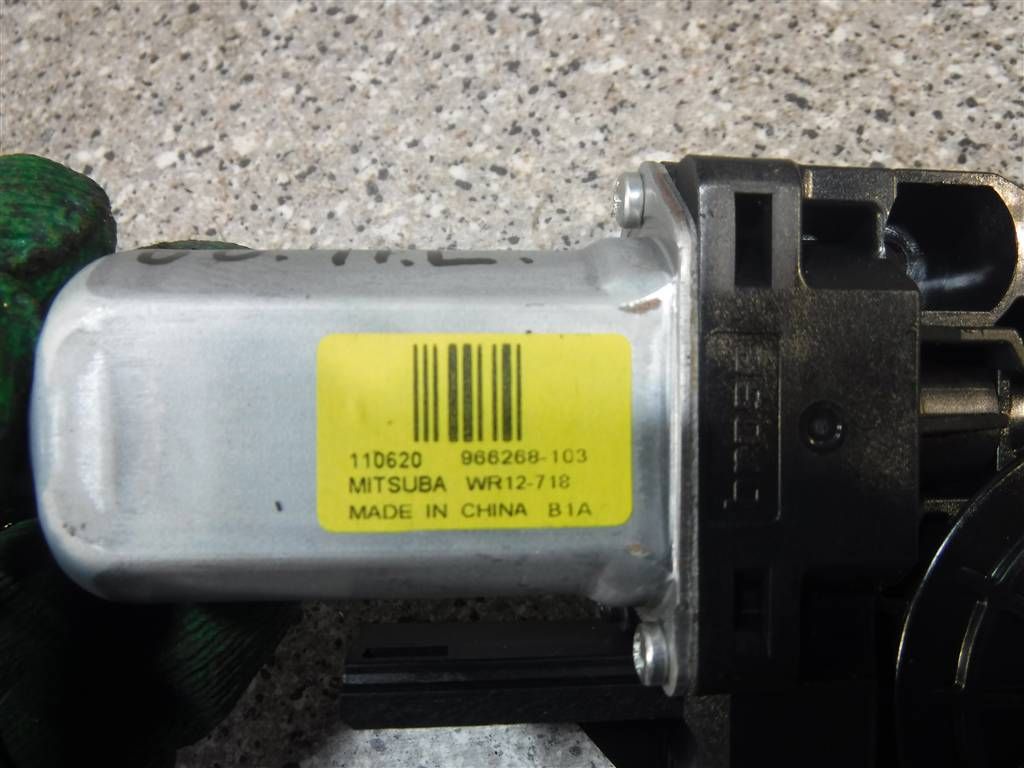 110620 966268-103
MITSUBA WR12-718
MADE IN CHINA B1A